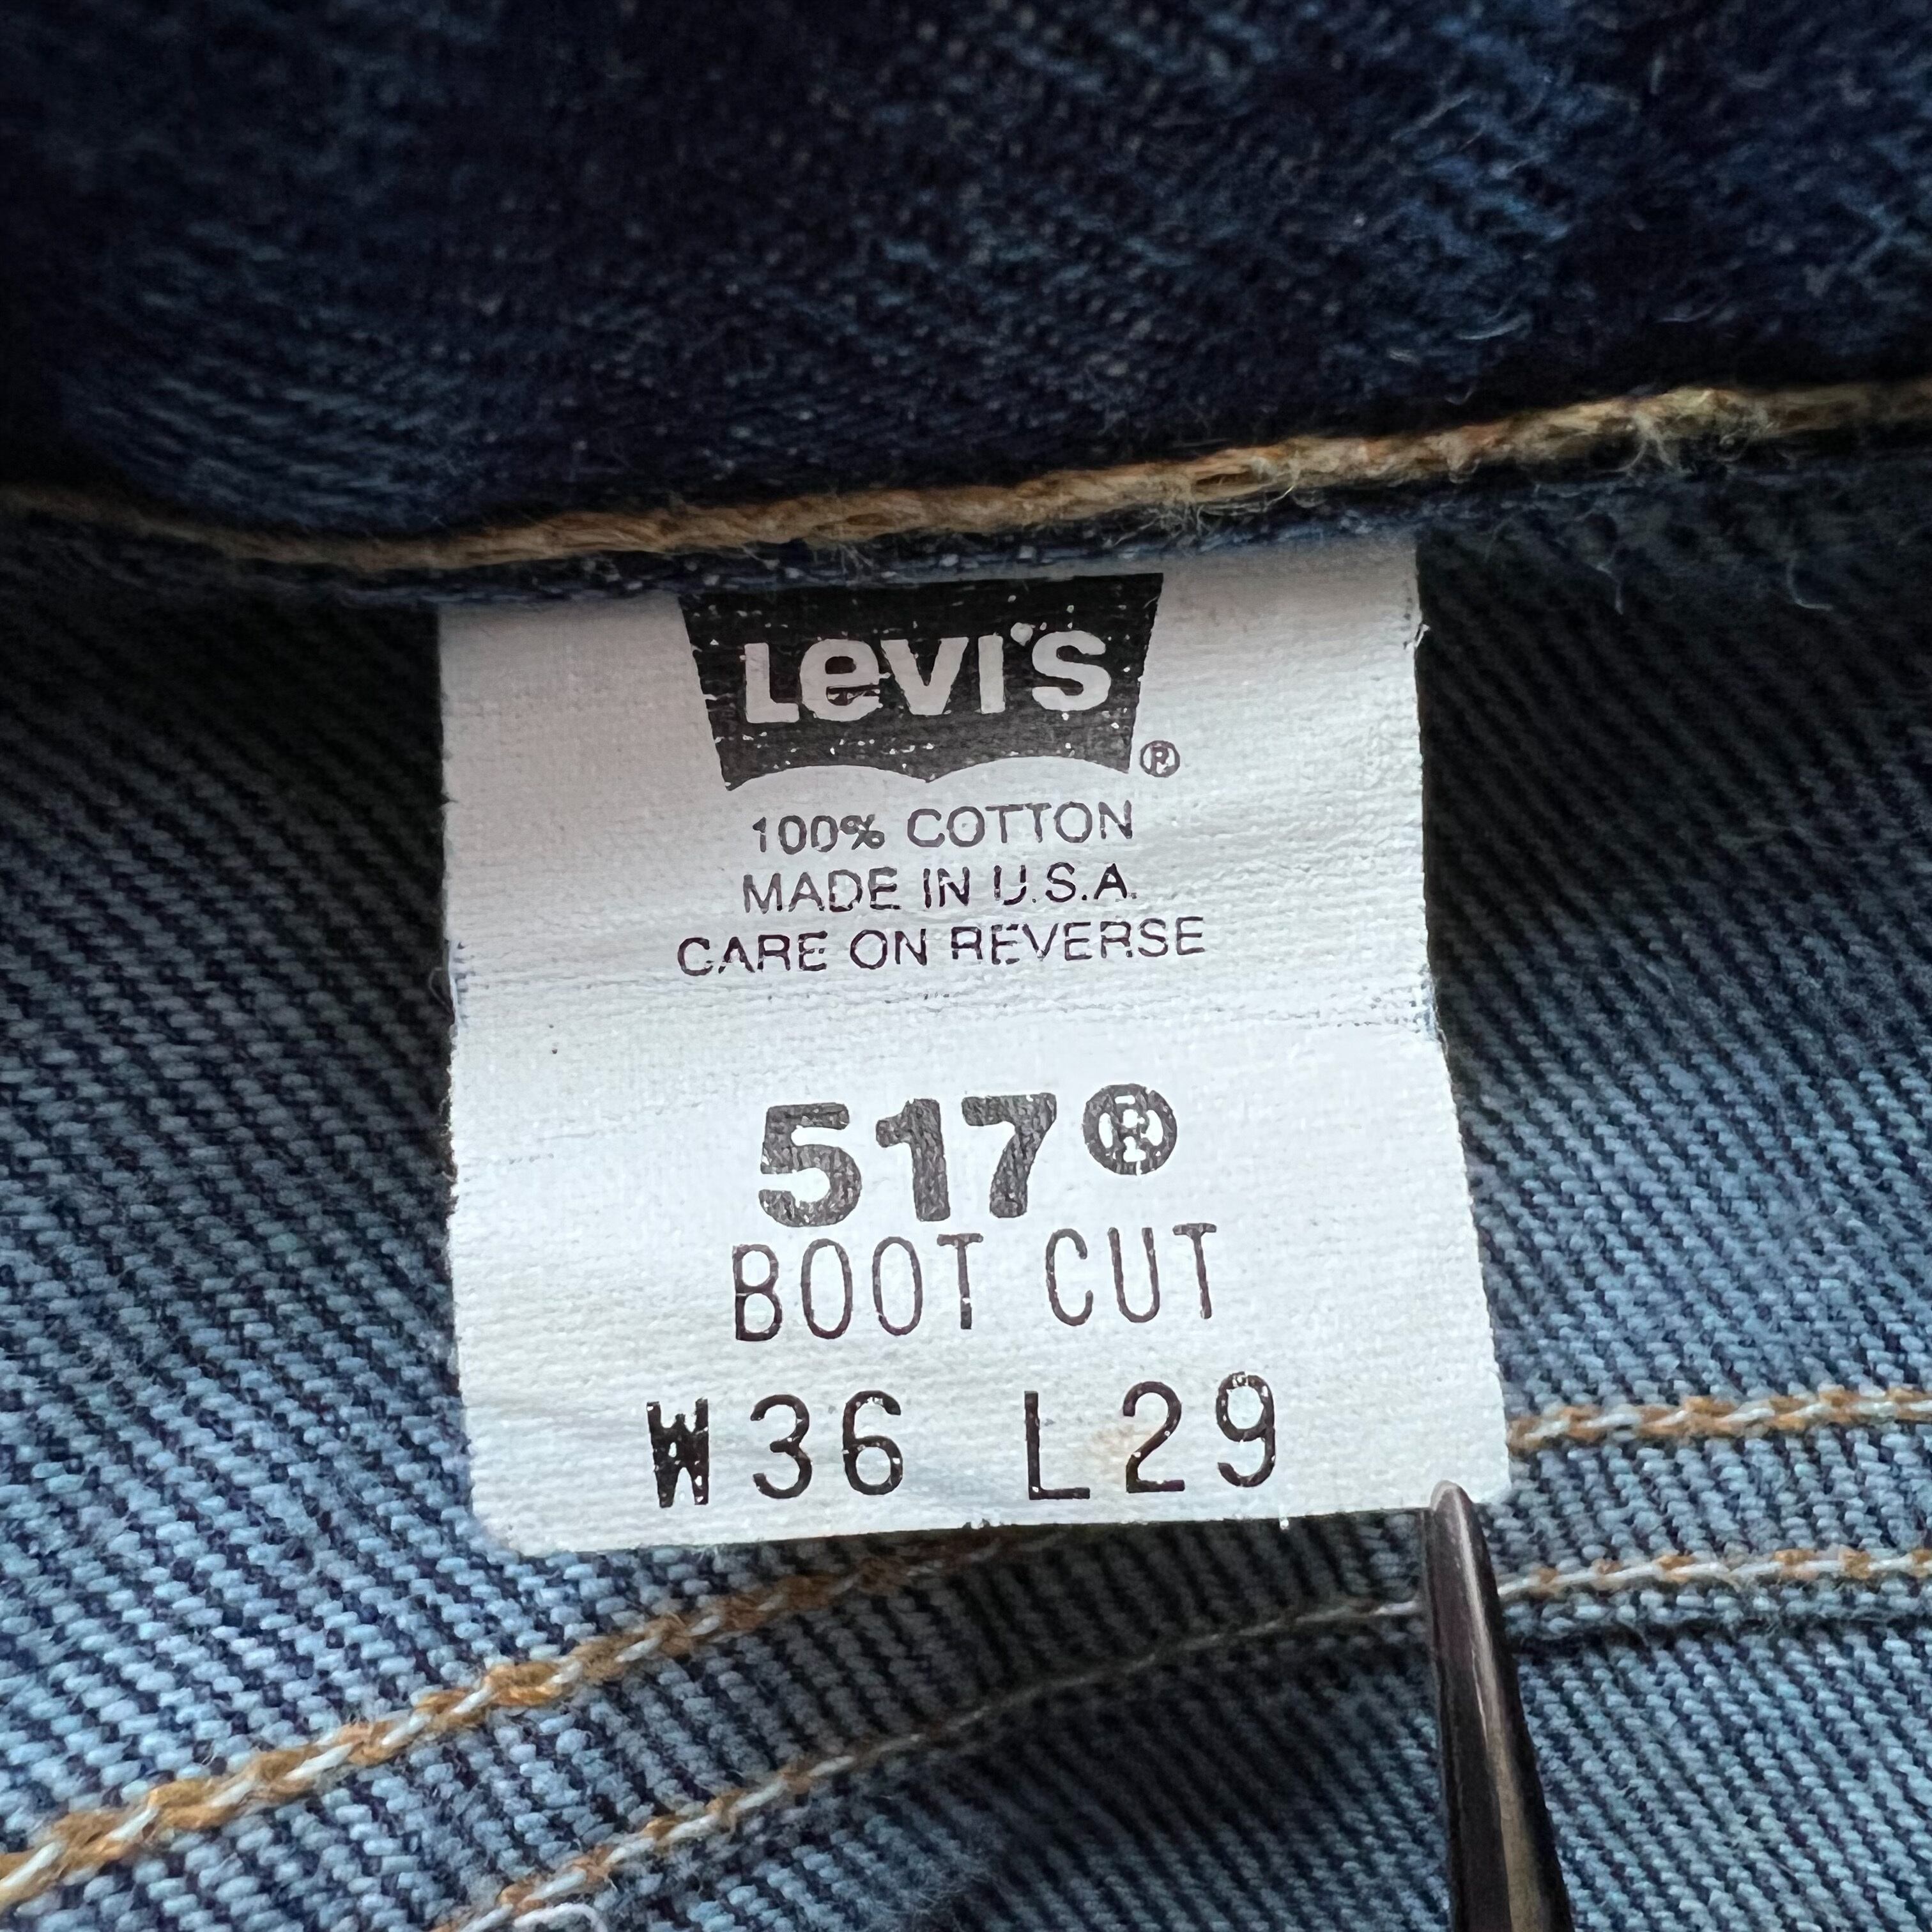 Levi's
®
100% COTTON
MADE IN U.S.A.
CARE ON REVERSE
517®
BOOT CUT
W36 L29